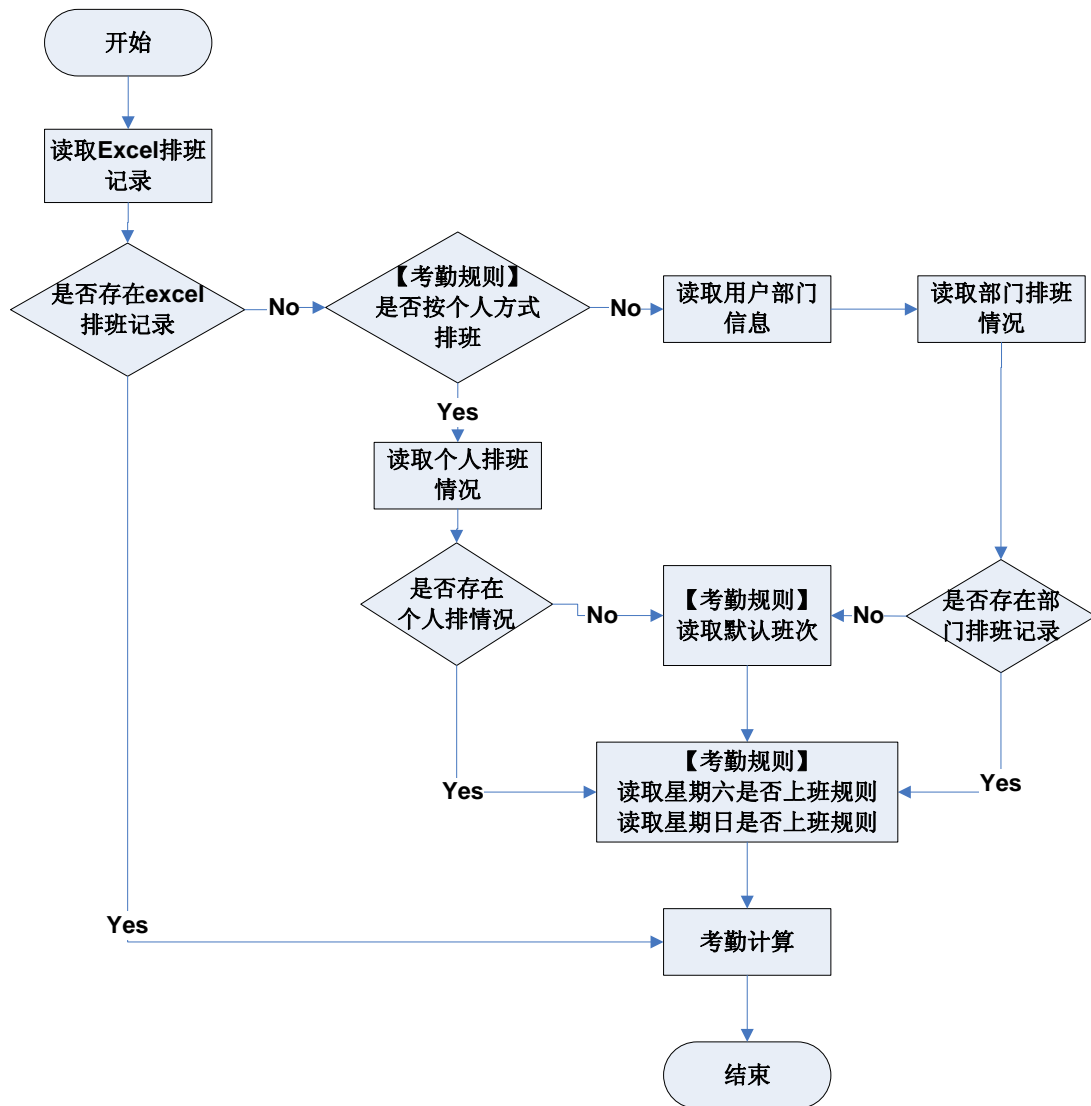 开始
读取Excel排班
记录
是否存在excel
排班记录
No
【考勤规则】
是否按个人方式
排班
No
读取用户部门
信息
读取部门排班
情况
Yes
读取个人排班
情况
是否存在
个人排情况
No
【考勤规则】
读取默认班次
No
是否存在部
门排班记录
Yes
【考勤规则】
读取星期六是否上班规则
读取星期日是否上班规则
Yes
Yes
考勤计算
结束